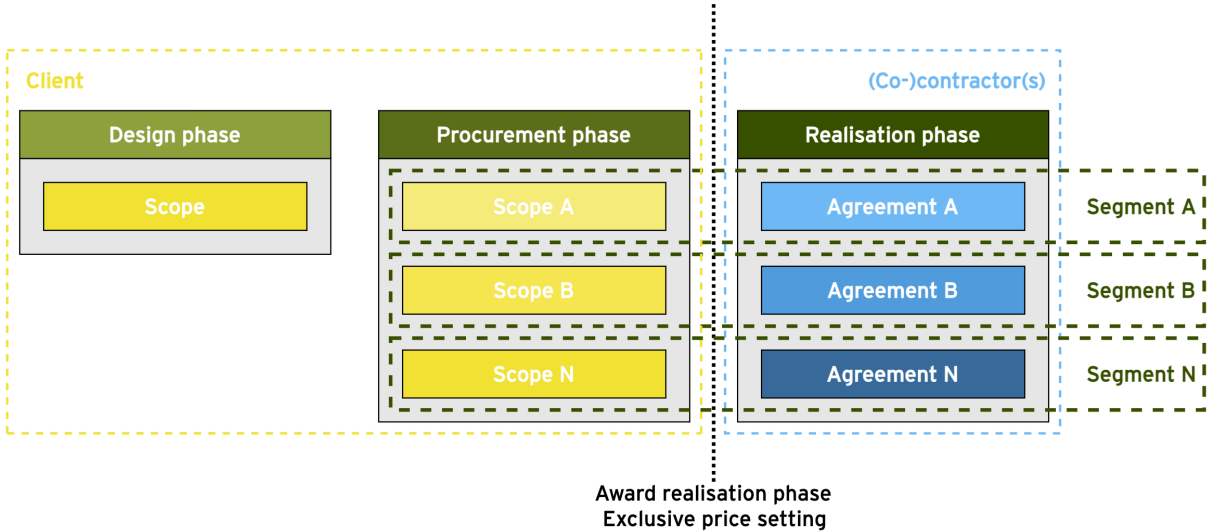 Client
(Co-)contractor(s)
Design phase
Procurement phase
Realisation phase
Scope
Scope A
Agreement A
Segment A
Scope B
Agreement B
Segment B
Scope N
Agreement N
Segment N
Award realisation phase
Exclusive price setting